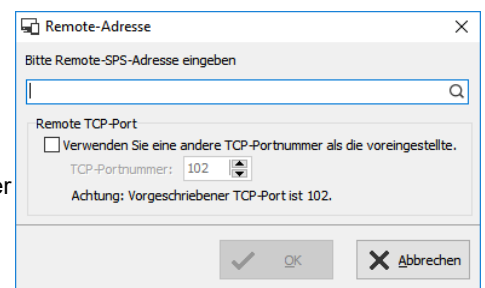 Remote-Adresse
Bitte Remote-SPS-Adresse eingeben
Remote TCP-Port
Verwenden Sie eine andere TCP-Portnummer als die voreingestellte.
TCP-Portnummer: 102
er
Achtung: Vorgeschriebener TCP-Port ist 102.
OK
Abbrechen